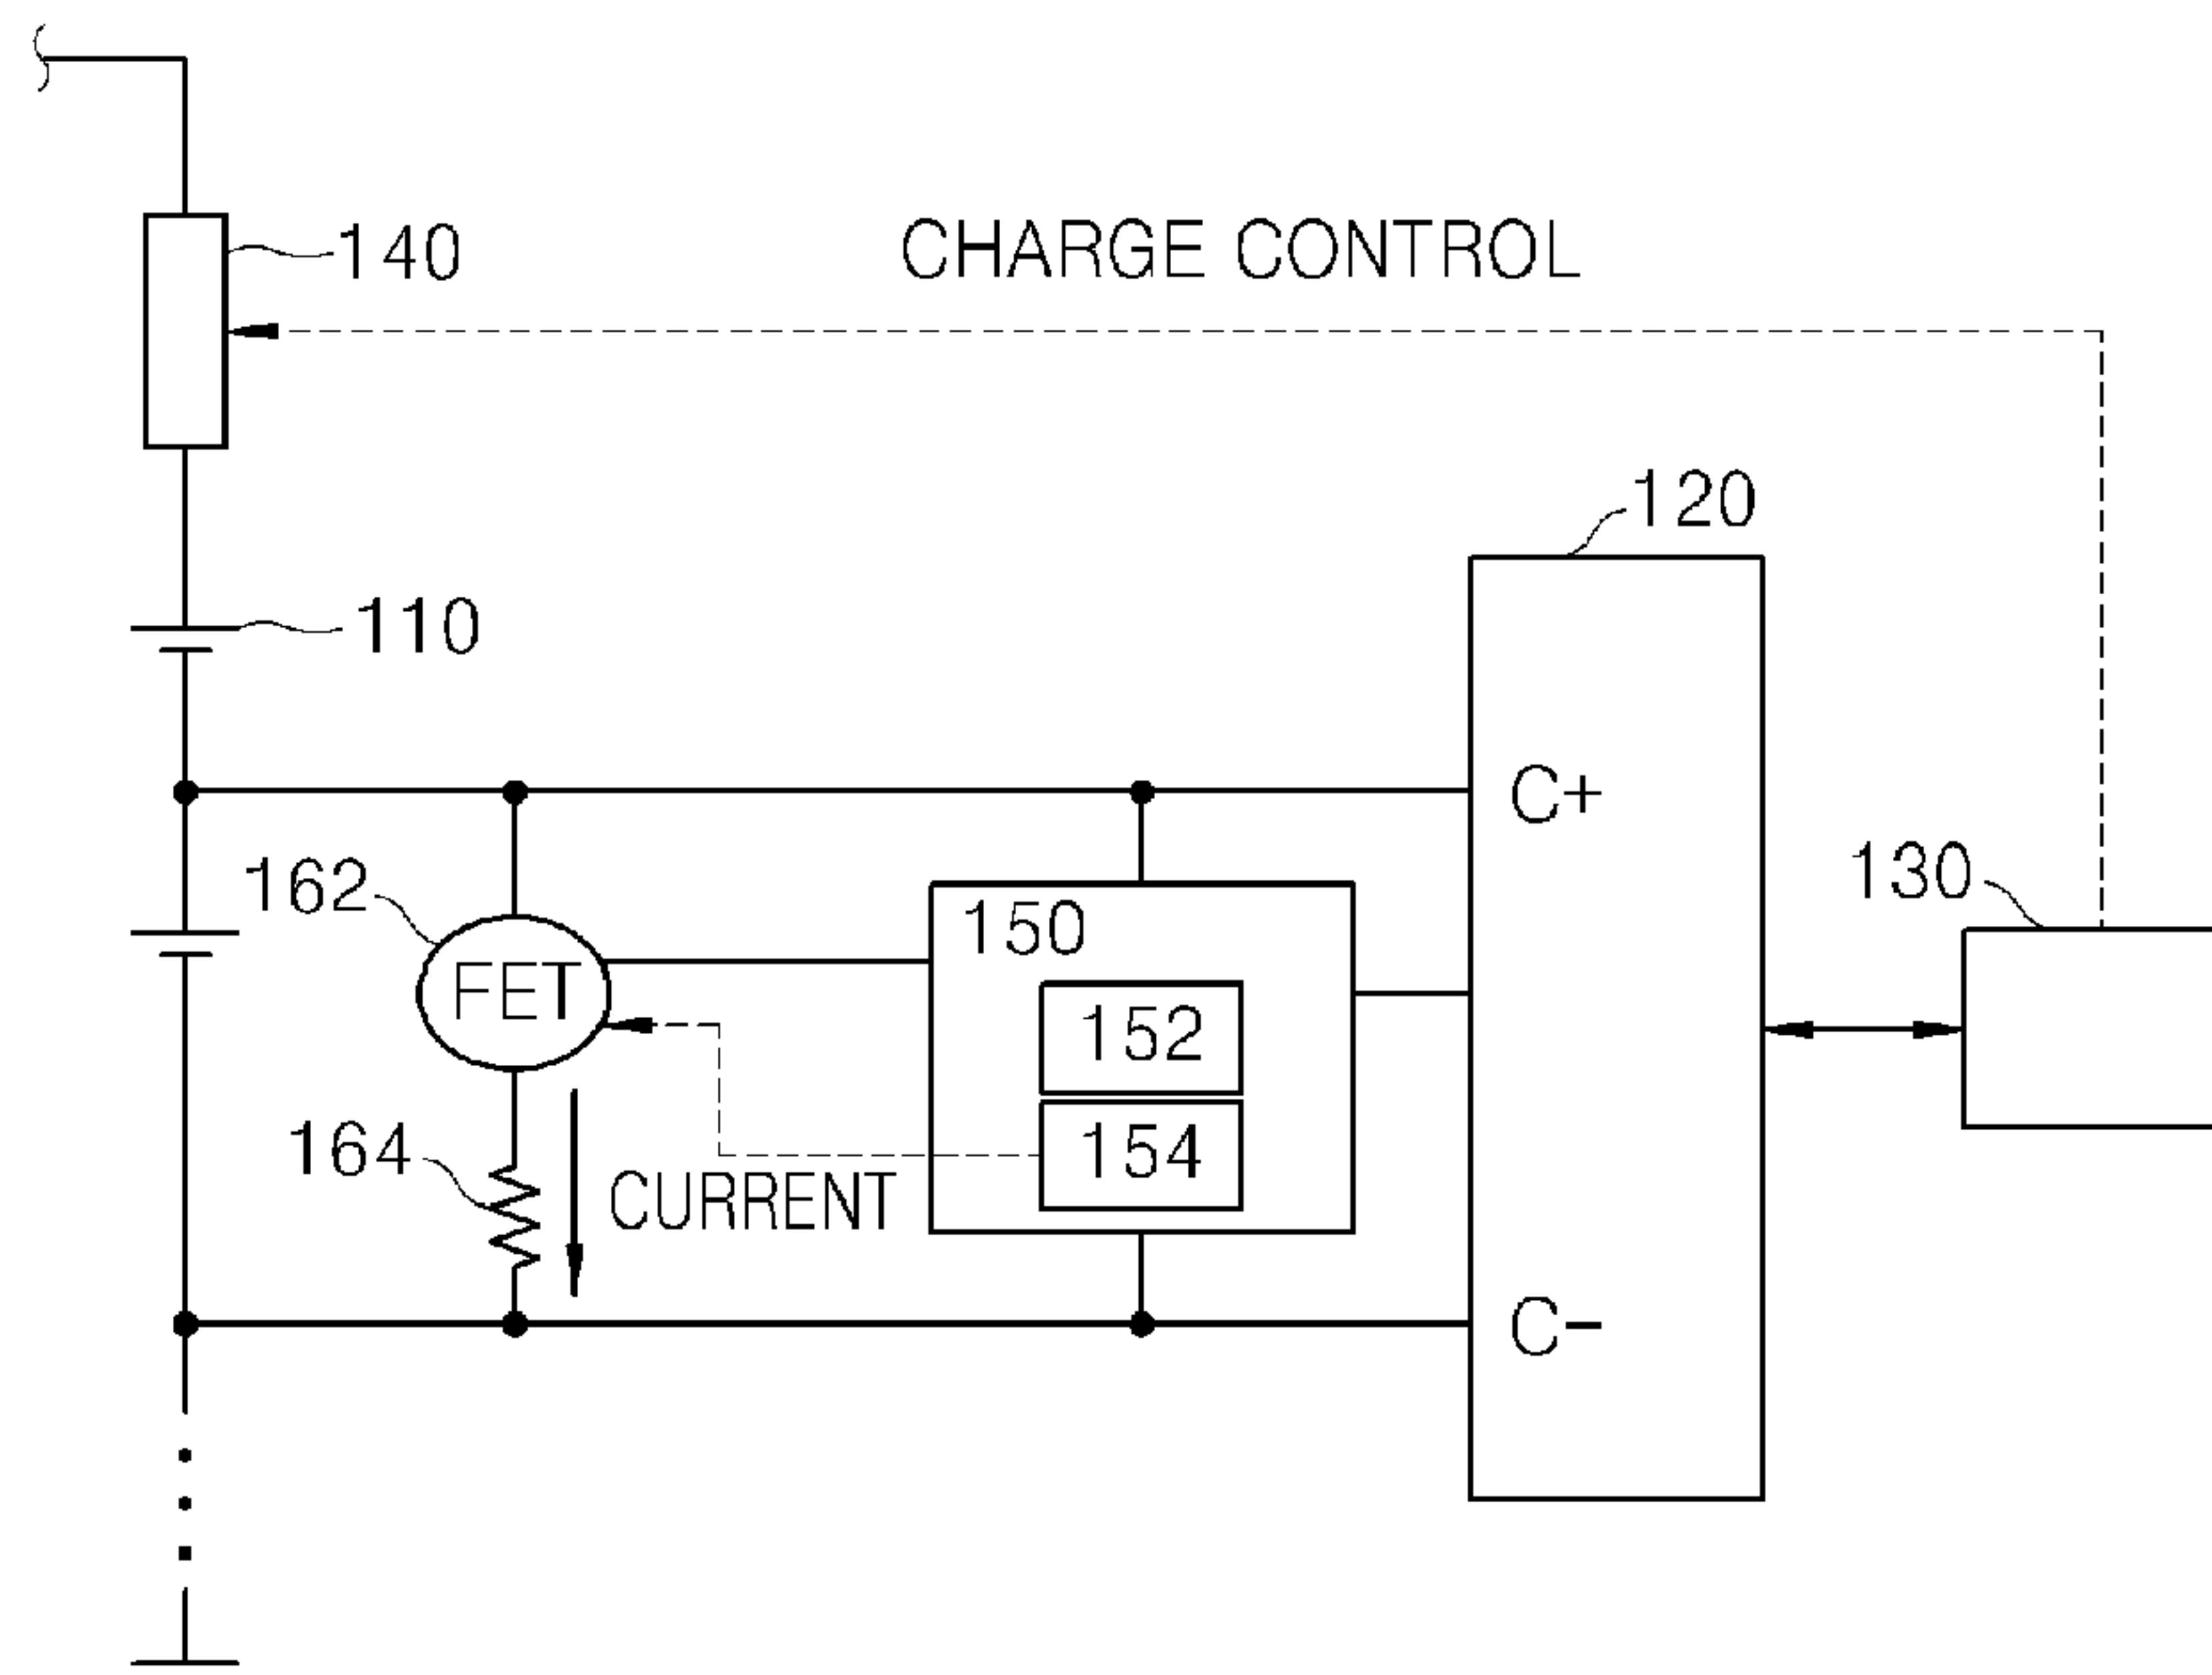 140
CHARGE CONTROL
120
110
C+
130
162
150
FET
152
154
164
CURRENT
C-